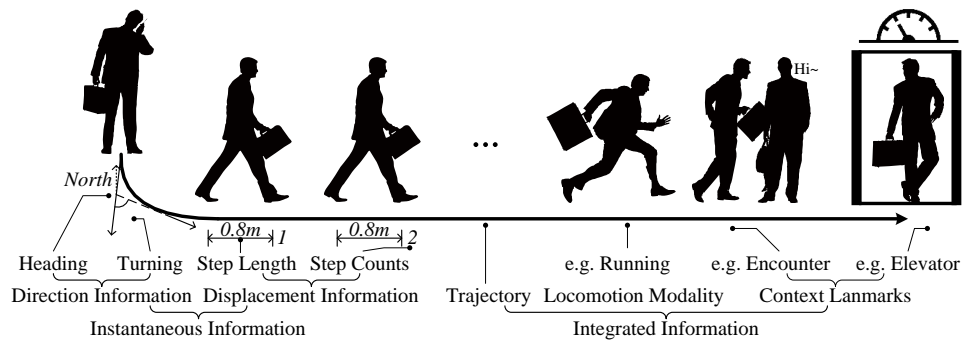 Hi~
North
0.8m 1 0.8m 2
Heading Turning Step Length Step Counts e.g. Running e.g. Encounter e.g. Elevator
Direction Information Displacement Information Trajectory Locomotion Modality Context Lanmarks
Instantaneous Information Integrated Information